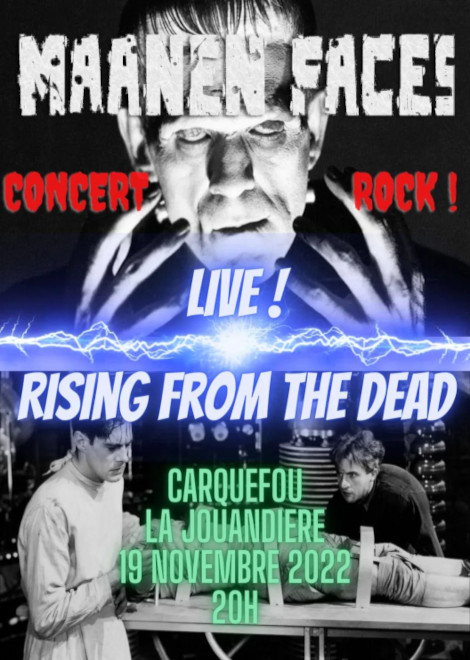 MAANEN FACES
CONCERT ROCK !
LIVE !
RISING FROM THE DEAD
CARQUEFOU
LA JOUANDIERE
19 NOVEMBRE 2022
20H